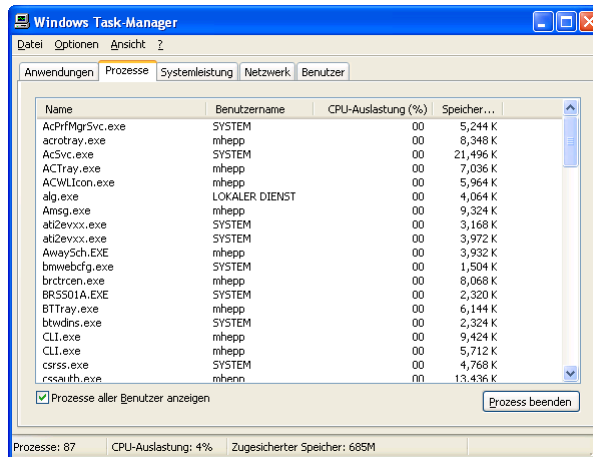 Windows Task-Manager
Datei Optionen Ansicht ?
Anwendungen Prozesse Systemleistung Netzwerk Benutzer
Name Benutzername CPU-Auslastung (%) Speicher...
AcPrfMgrSvc.exe SYSTEM 00 5,244 K
acrotray.exe mhepp 00 8,348 K
AcSvc.exe SYSTEM 00 21,496 K
ACTray.exe mhepp 00 7,036 K
ACWLIcon.exe mhepp 00 5,964 K
alg.exe LOKALER DIENST 00 4,064 K
Amsg.exe mhepp 00 9,324 K
ati2evxx.exe SYSTEM 00 3,168 K
ati2evxx.exe SYSTEM 00 3,972 K
AwaySch.EXE mhepp 00 3,932 K
bmwebcfg.exe SYSTEM 00 1,504 K
brctrcen.exe mhepp 00 8,068 K
BRSS01A.EXE SYSTEM 00 2,320 K
BTTray.exe mhepp 00 6,144 K
btwdins.exe SYSTEM 00 2,324 K
CLI.exe mhepp 00 9,424 K
CLI.exe mhepp 00 5,712 K
csrss.exe SYSTEM 00 4,768 K
cssauth.exe mhepp 00 13,436 K
Prozesse aller Benutzer anzeigen
Prozess beenden
Prozesse: 87 CPU-Auslastung: 4% Zugesicherter Speicher: 685M